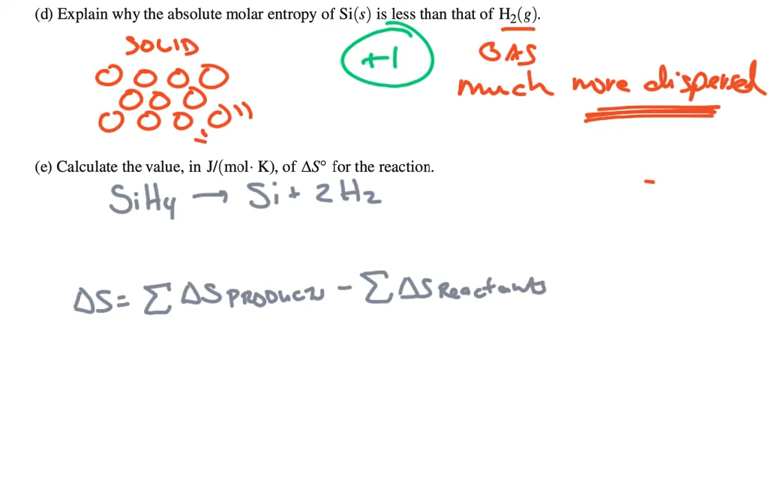 (d) Explain why the absolute molar entropy of Si(s) is less than that of H₂(g).
SOLID
+1
GAS
much more dispersed
(e) Calculate the value, in J/(mol· K), of ΔS° for the reaction.
SiH4 → Si + 2H2
ΔS = Σ ΔS PRODUCTS - Σ ΔS Reactants